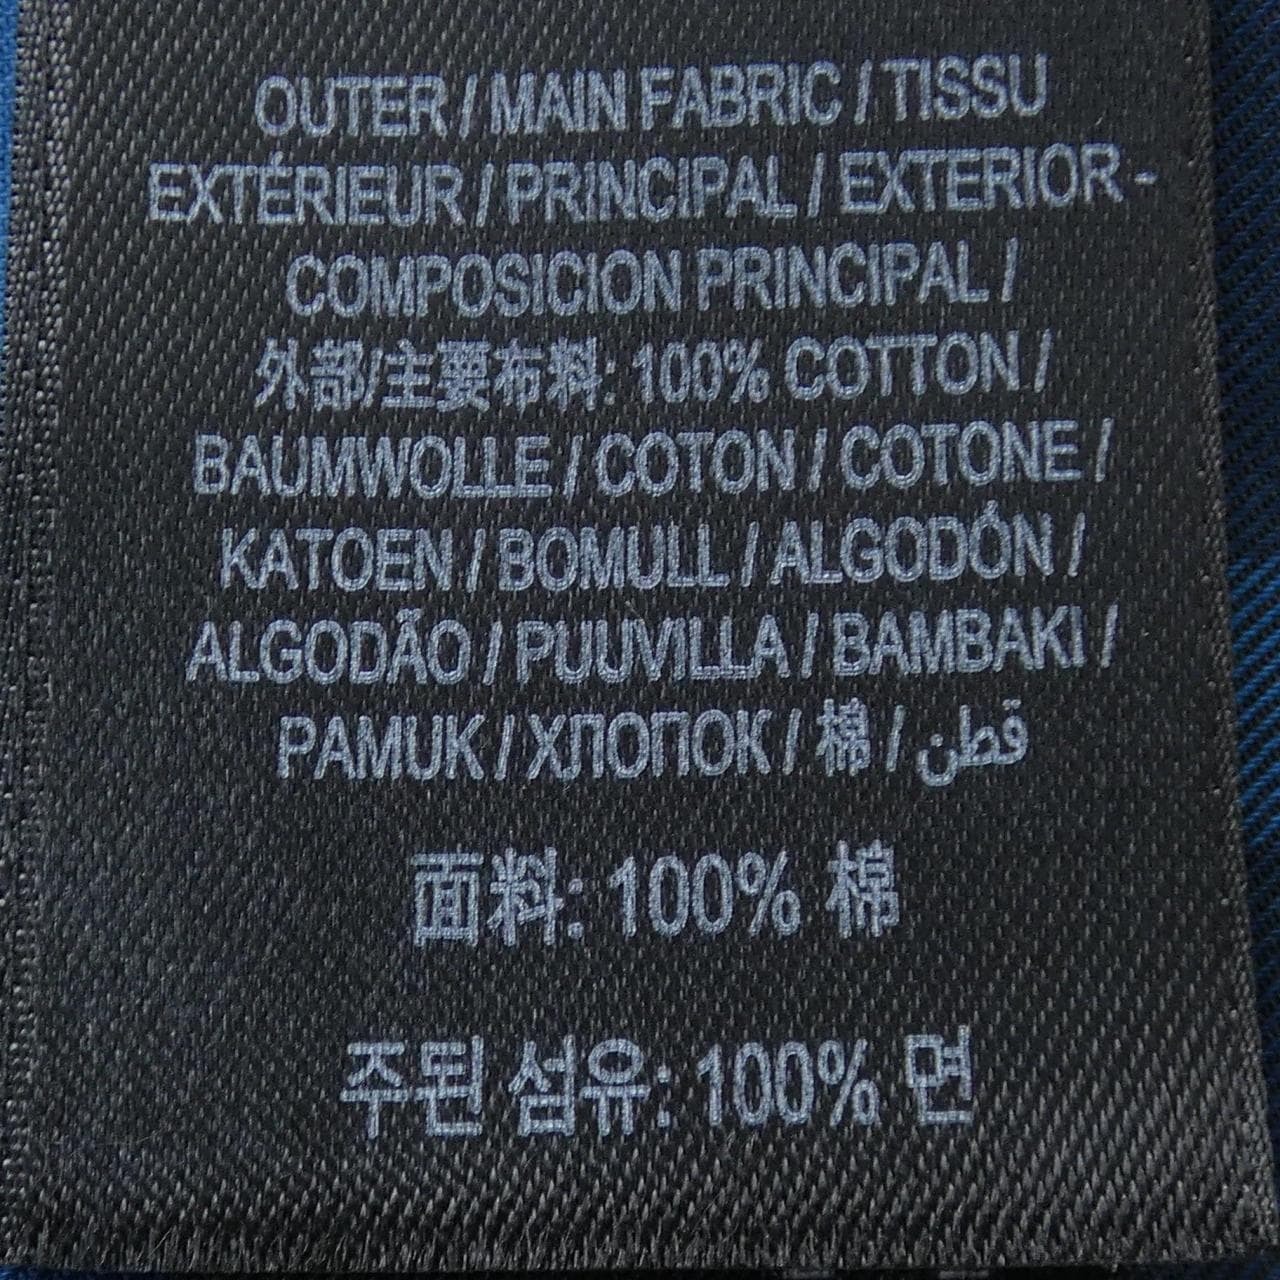 OUTER / MAIN FABRIC / TISSU
EXTÉRIEUR / PRINCIPAL / EXTERIOR -
COMPOSICION PRINCIPAL /
外部/主要布料: 100% COTTON /
BAUMWOLLE / COTON / COTONE /
KATOEN / BOMULL / ALGODÓN /
ALGODÃO / PUUVILLA / BAMBAKI /
PAMUK / ХЛОПОК / 棉 / قطن
面料: 100% 棉
주된 섬유: 100% 면